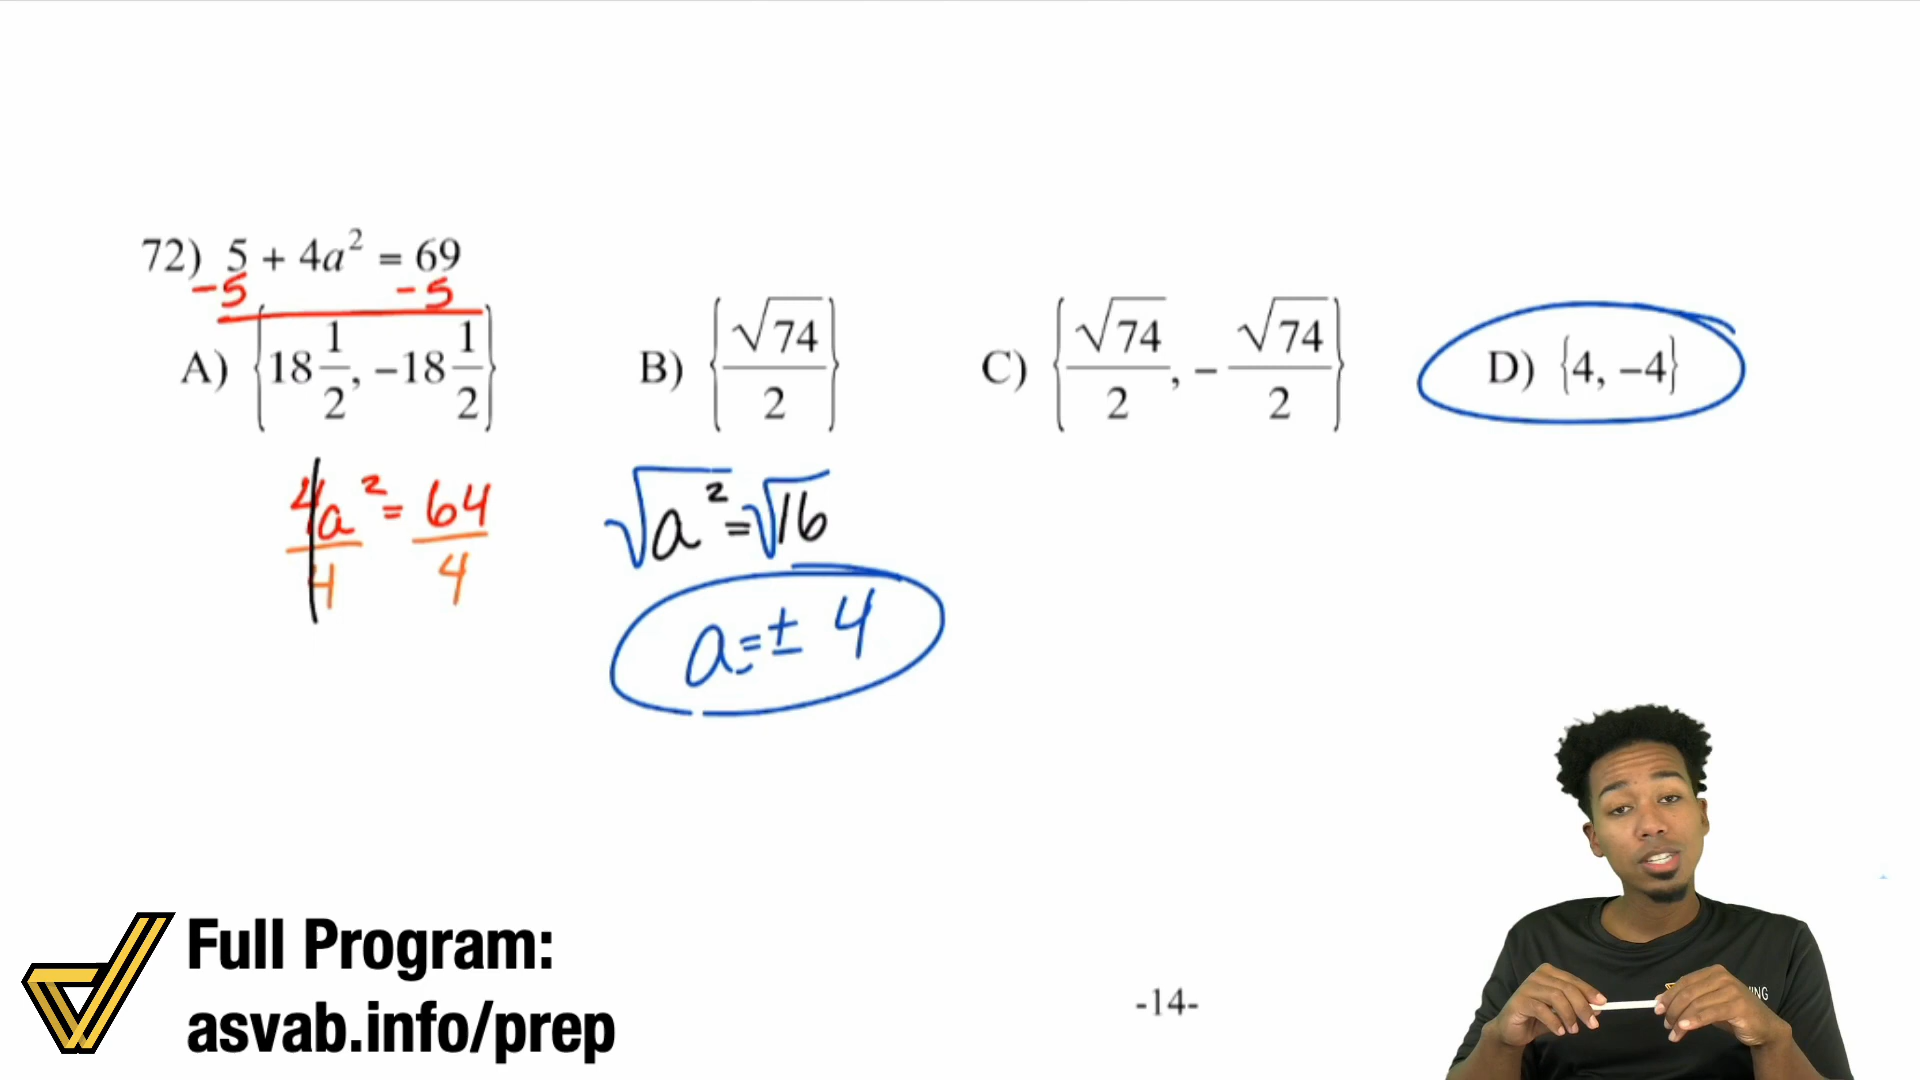 72) 5 + 4a² = 69
-5 -5
A) {18 1/2, −18 1/2} B) {√74/2} C) {√74/2, −√74/2} D) {4, −4}
4a² = 64 √a² = √16
4 4
a = ± 4
Full Program:
asvab.info/prep
-14-